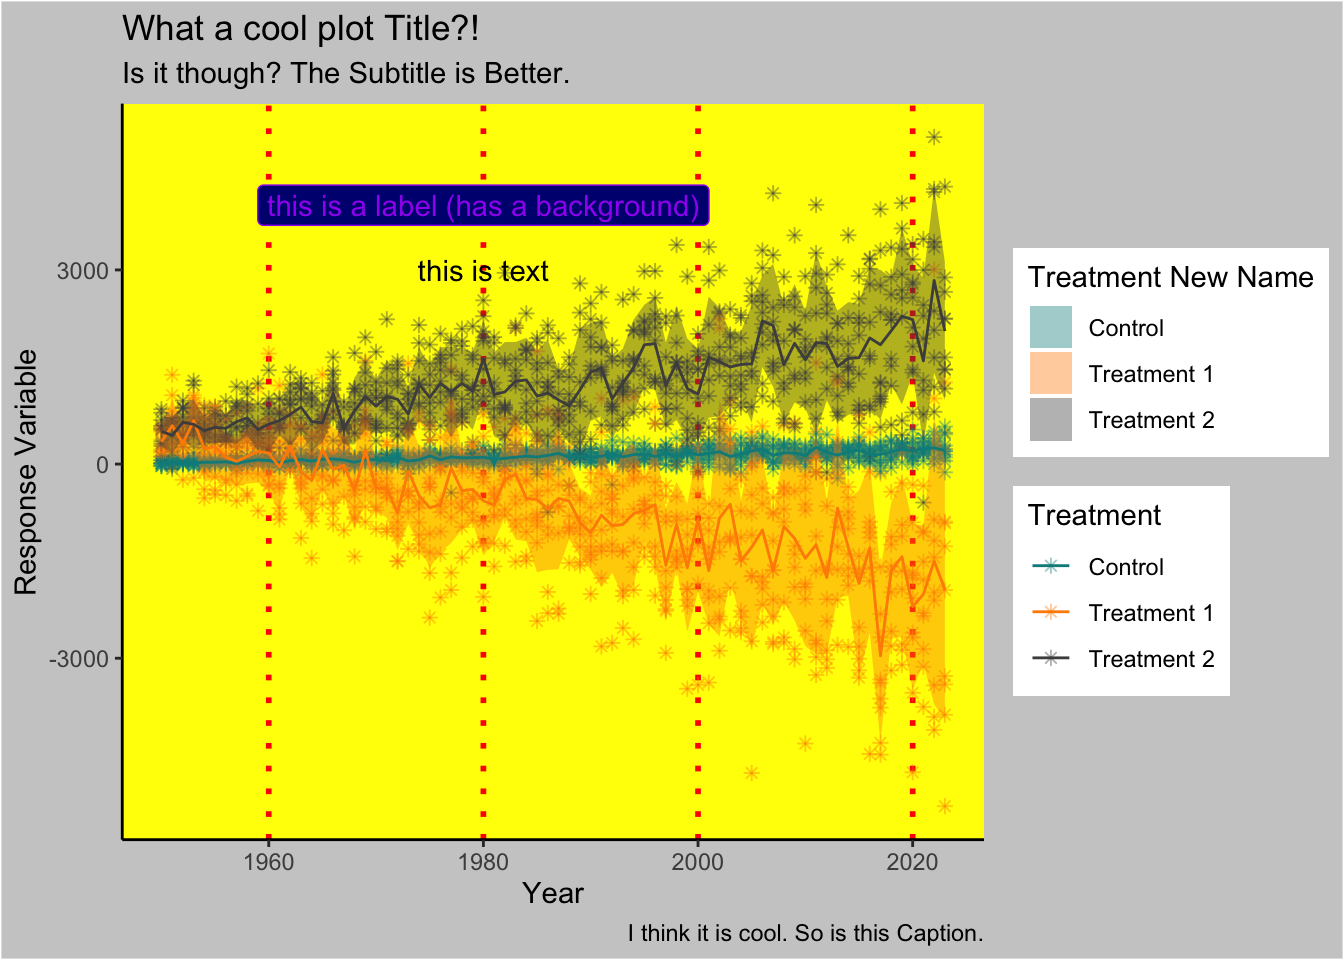 What a cool plot Title?!
Is it though? The Subtitle is Better.
this is a label (has a background)
this is text
3000
0
-3000
Response Variable
1960 1980 2000 2020
Year
I think it is cool. So is this Caption.
Treatment New Name
Control
Treatment 1
Treatment 2
Treatment
Control
Treatment 1
Treatment 2